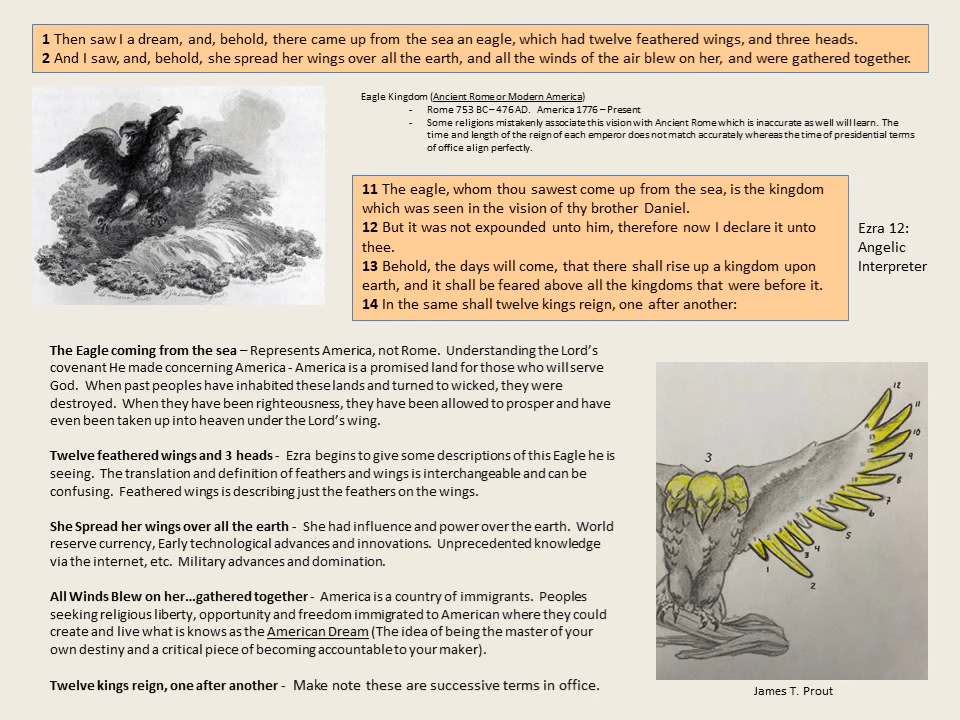 1 Then saw I a dream, and, behold, there came up from the sea an eagle, which had twelve feathered wings, and three heads.
2 And I saw, and, behold, she spread her wings over all the earth, and all the winds of the air blew on her, and were gathered together.
Eagle Kingdom (Ancient Rome or Modern America)
- Rome 753 BC – 476 AD. America 1776 – Present
- Some religions mistakenly associate this vision with Ancient Rome which is inaccurate as well will learn. The
time and length of the reign of each emperor does not match accurately whereas the time of presidential terms
of office align perfectly.
11 The eagle, whom thou sawest come up from the sea, is the kingdom
which was seen in the vision of thy brother Daniel.
12 But it was not expounded unto him, therefore now I declare it unto
thee.
13 Behold, the days will come, that there shall rise up a kingdom upon
earth, and it shall be feared above all the kingdoms that were before it.
14 In the same shall twelve kings reign, one after another:
Ezra 12:
Angelic
Interpreter
The Eagle coming from the sea – Represents America, not Rome. Understanding the Lord's
covenant He made concerning America - America is a promised land for those who will serve
God. When past peoples have inhabited these lands and turned to wicked, they were
destroyed. When they have been righteousness, they have been allowed to prosper and have
even been taken up into heaven under the Lord's wing.
Twelve feathered wings and 3 heads - Ezra begins to give some descriptions of this Eagle he is
seeing. The translation and definition of feathers and wings is interchangeable and can be
confusing. Feathered wings is describing just the feathers on the wings.
She Spread her wings over all the earth - She had influence and power over the earth. World
reserve currency, Early technological advances and innovations. Unprecedented knowledge
via the internet, etc. Military advances and domination.
All Winds Blew on her...gathered together - America is a country of immigrants. Peoples
seeking religious liberty, opportunity and freedom immigrated to American where they could
create and live what is knows as the American Dream (The idea of being the master of your
own destiny and a critical piece of becoming accountable to your maker).
Twelve kings reign, one after another - Make note these are successive terms in office.
12
11
10
9
8
7
6
5
4
3
2
1
3
James T. Prout